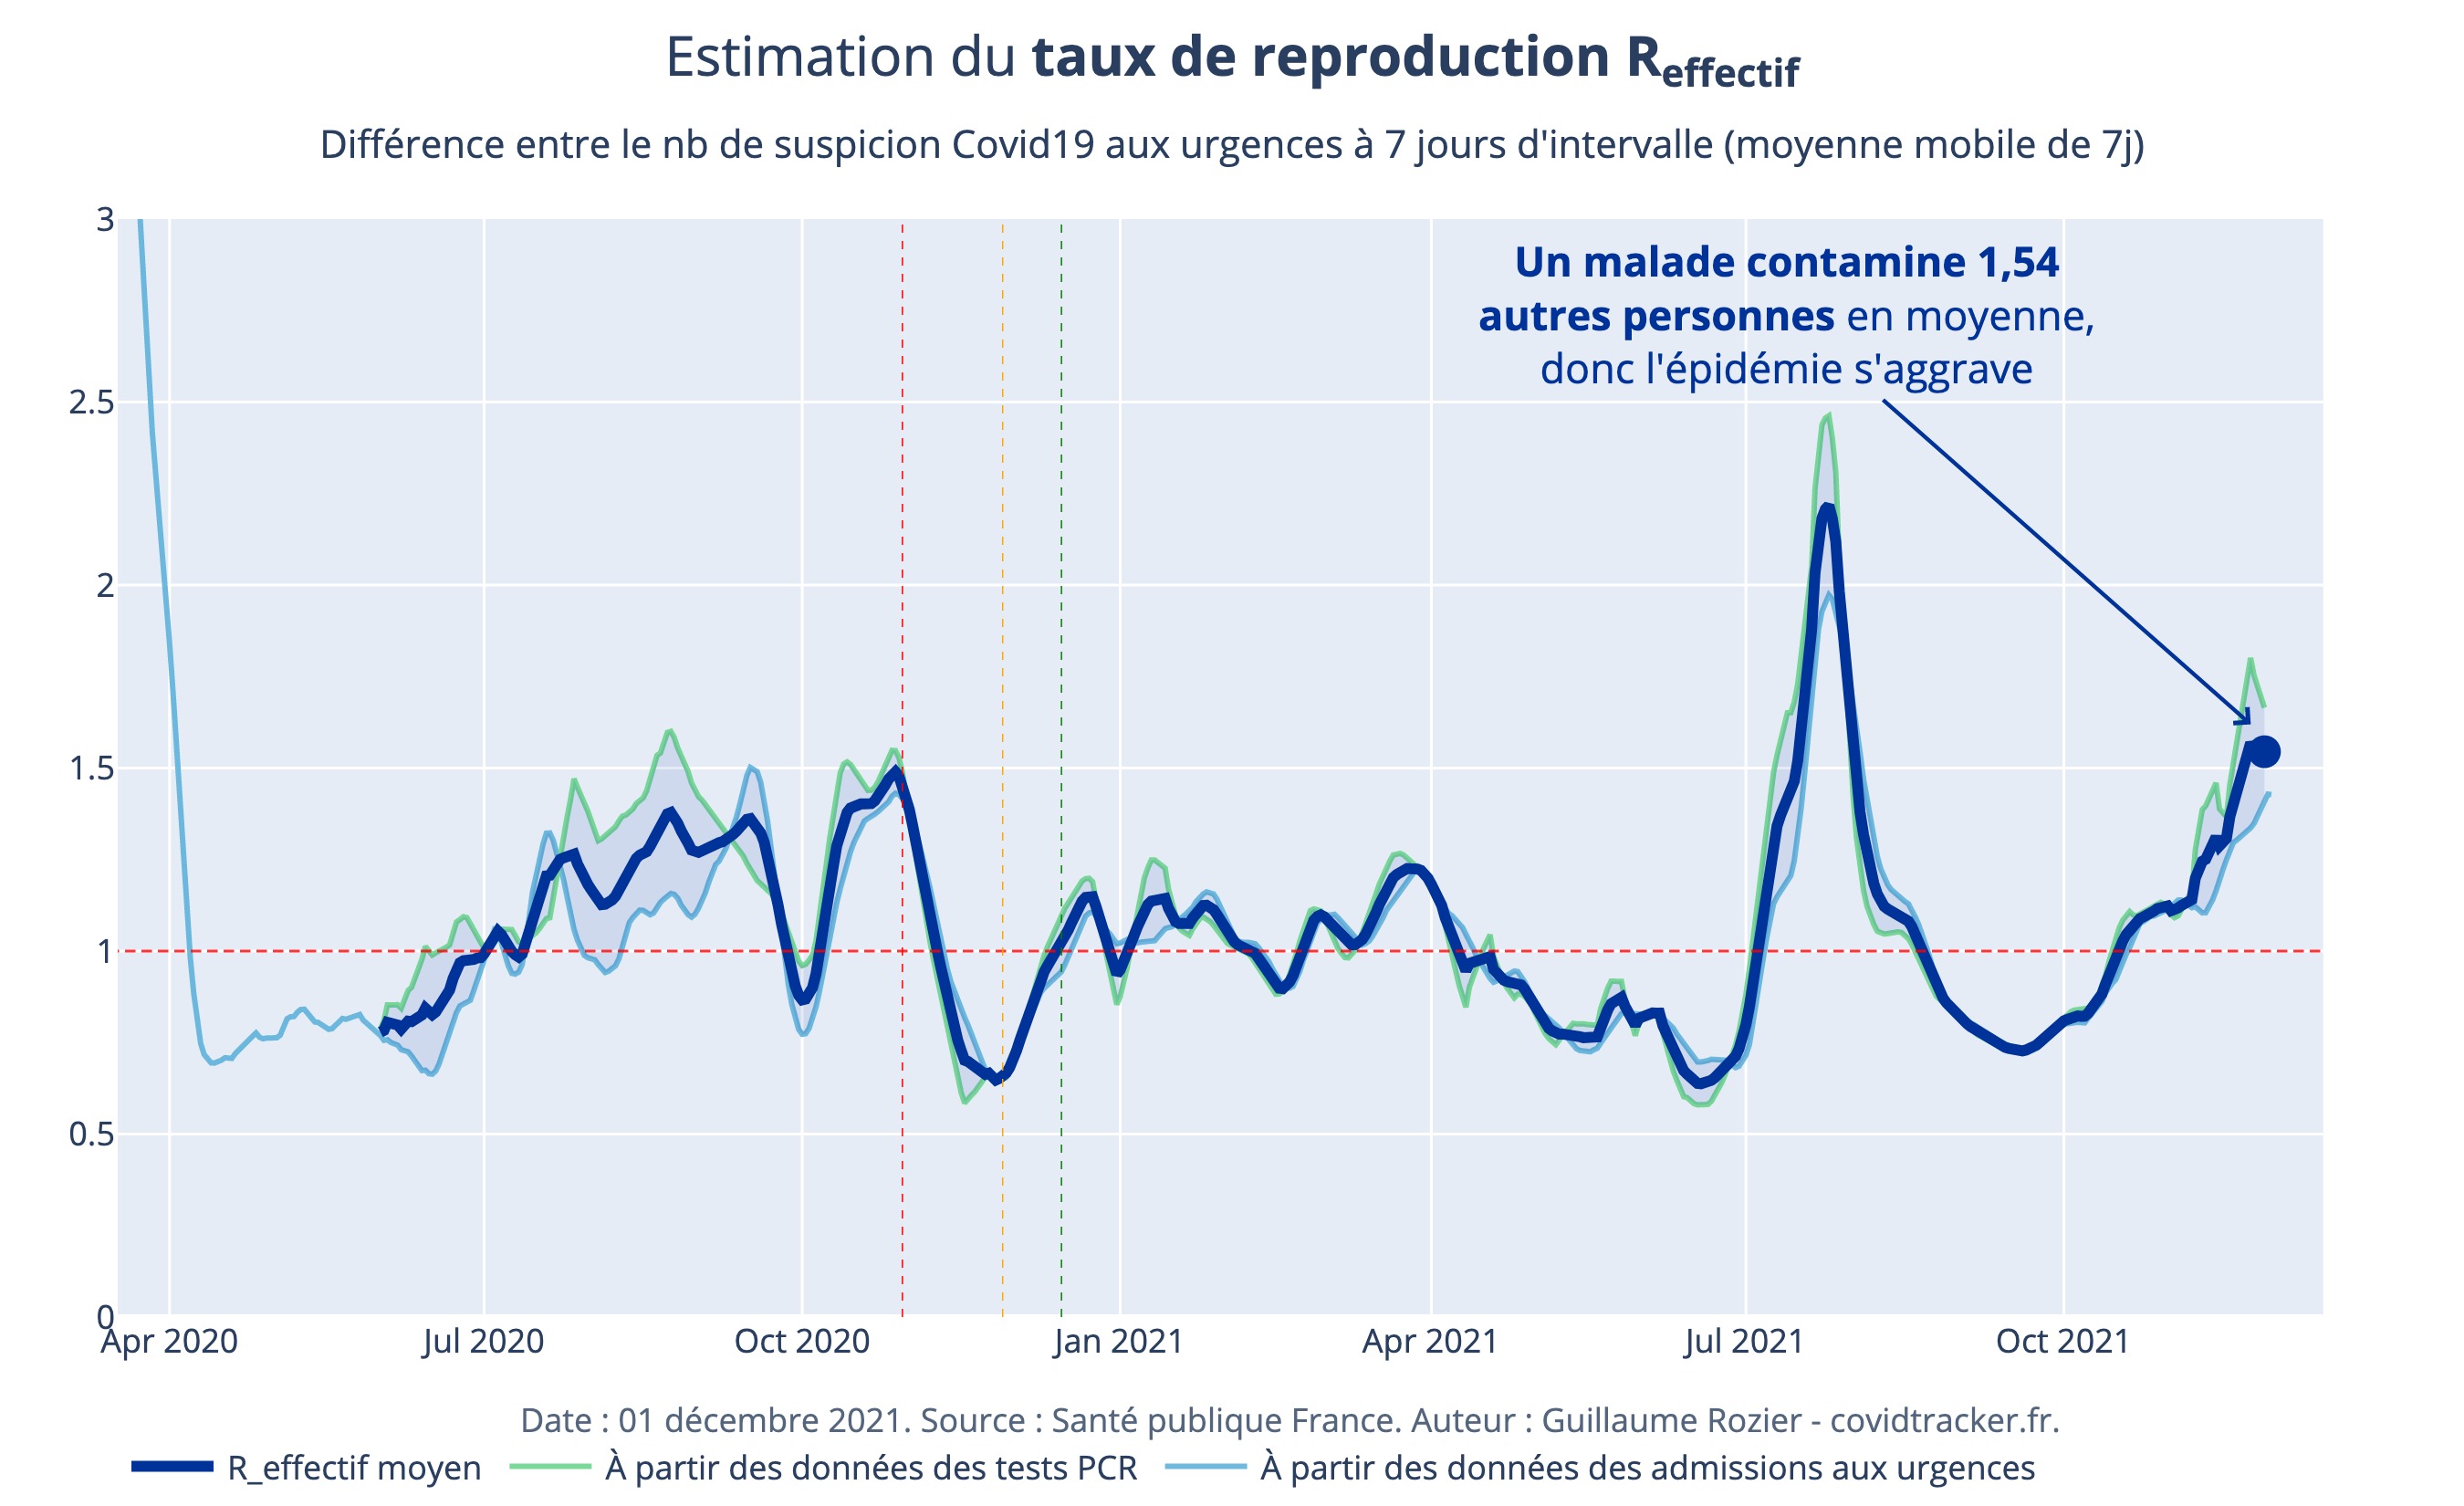 Estimation du taux de reproduction Reffectif
Différence entre le nb de suspicion Covid19 aux urgences à 7 jours d'intervalle (moyenne mobile de 7j)
Un malade contamine 1,54
autres personnes en moyenne,
donc l'épidémie s'aggrave
3
2.5
2
1.5
1
0.5
0
Apr 2020 Jul 2020 Oct 2020 Jan 2021 Apr 2021 Jul 2021 Oct 2021
Date : 01 décembre 2021. Source : Santé publique France. Auteur : Guillaume Rozier - covidtracker.fr.
R_effectif moyen À partir des données des tests PCR À partir des données des admissions aux urgences